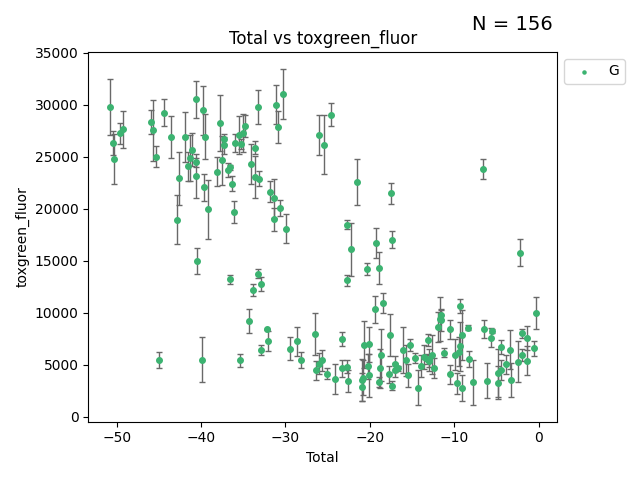 N = 156
Total vs toxgreen_fluor
G
35000
30000
25000
20000
15000
10000
5000
0
toxgreen_fluor
−50 −40 −30 −20 −10 0
Total